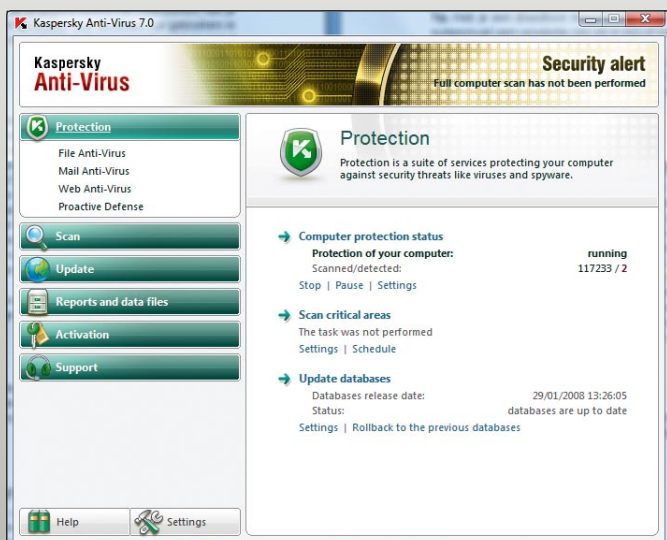 Kaspersky Anti-Virus 7.0
Kaspersky
Anti-Virus
Security alert
Full computer scan has not been performed
Protection
File Anti-Virus
Mail Anti-Virus
Web Anti-Virus
Proactive Defense
Scan
Update
Reports and data files
Activation
Support
Help
Settings
Protection
Protection is a suite of services protecting your computer
against security threats like viruses and spyware.
Computer protection status
Protection of your computer: running
Scanned/detected: 117233 / 2
Stop | Pause | Settings
Scan critical areas
The task was not performed
Settings | Schedule
Update databases
Databases release date: 29/01/2008 13:26:05
Status: databases are up to date
Settings | Rollback to the previous databases